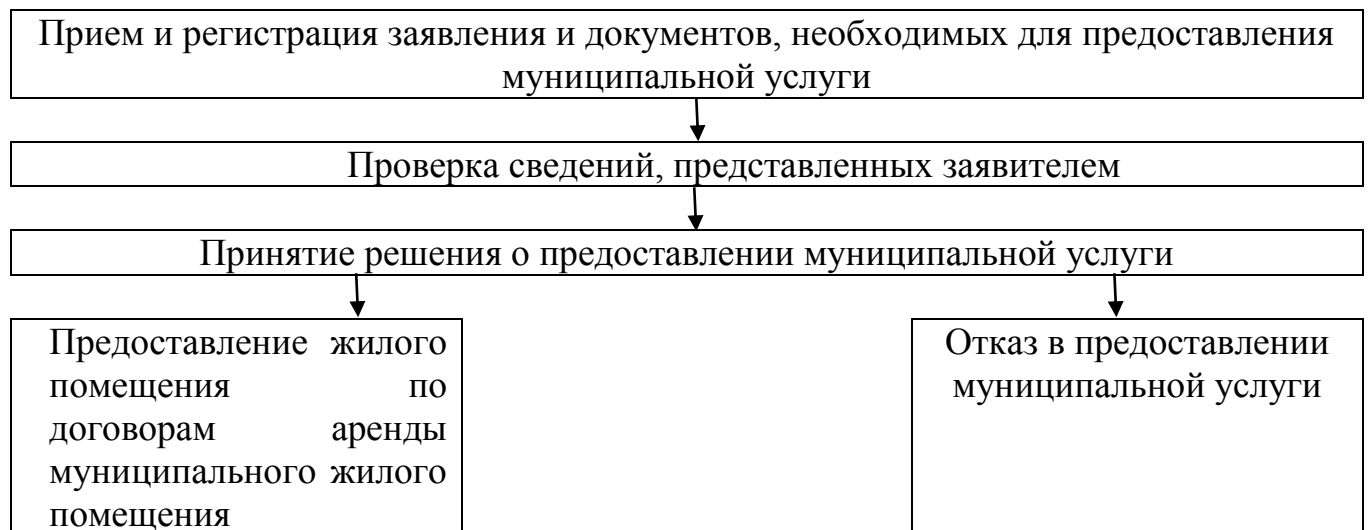 Прием и регистрация заявления и документов, необходимых для предоставления
муниципальной услуги
Проверка сведений, представленных заявителем
Принятие решения о предоставлении муниципальной услуги
Предоставление жилого
помещения по
договорам аренды
муниципального жилого
помещения
Отказ в предоставлении
муниципальной услуги